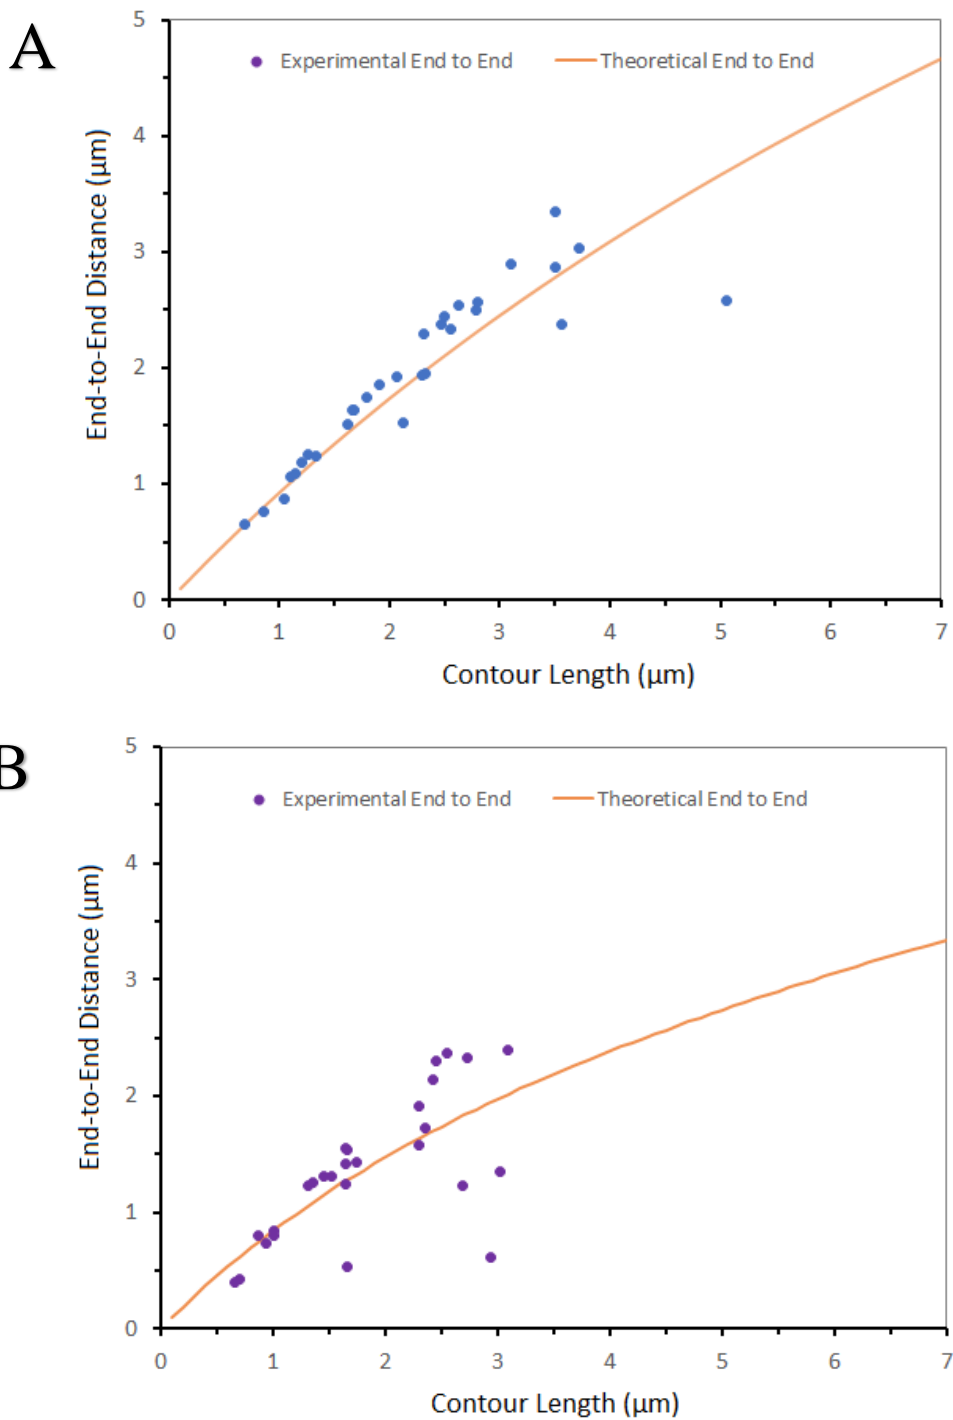 A
5
Experimental End to End
Theoretical End to End
4
3
2
1
0
End-to-End Distance (µm)
0 1 2 3 4 5 6 7
Contour Length (µm)
B
5
Experimental End to End
Theoretical End to End
4
3
2
1
0
End-to-End Distance (µm)
0 1 2 3 4 5 6 7
Contour Length (µm)